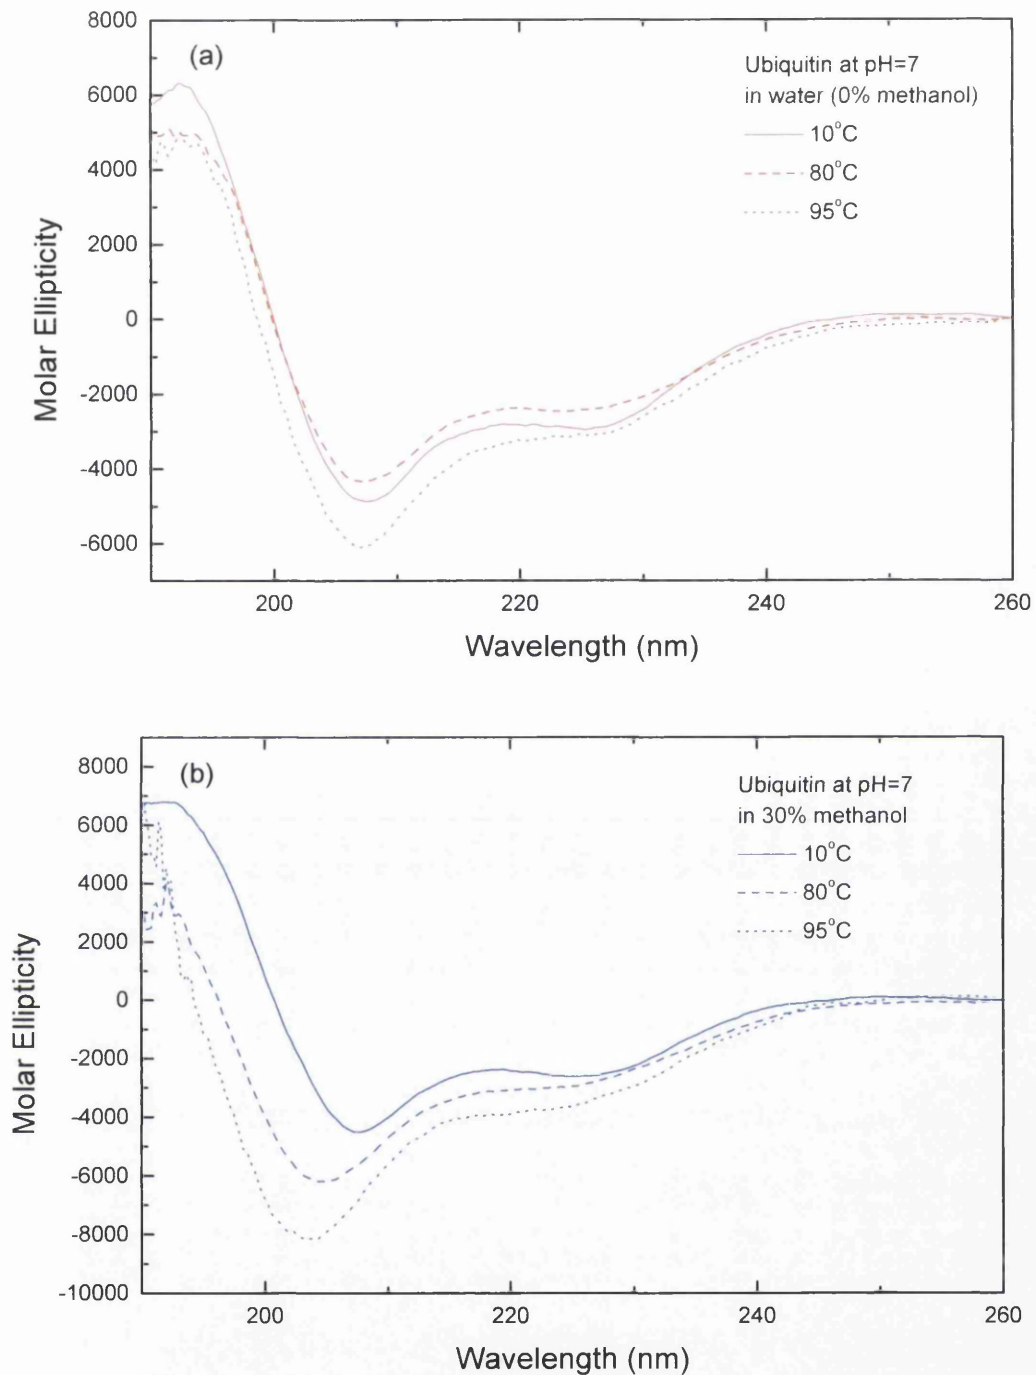 8000
6000
4000
2000
0
-2000
-4000
-6000
200
220
240
260
Molar Ellipticity
Wavelength (nm)
(a)
Ubiquitin at pH=7
in water (0% methanol)
10°C
80°C
95°C
8000
6000
4000
2000
0
-2000
-4000
-6000
-8000
-10000
200
220
240
260
Molar Ellipticity
Wavelength (nm)
(b)
Ubiquitin at pH=7
in 30% methanol
10°C
80°C
95°C